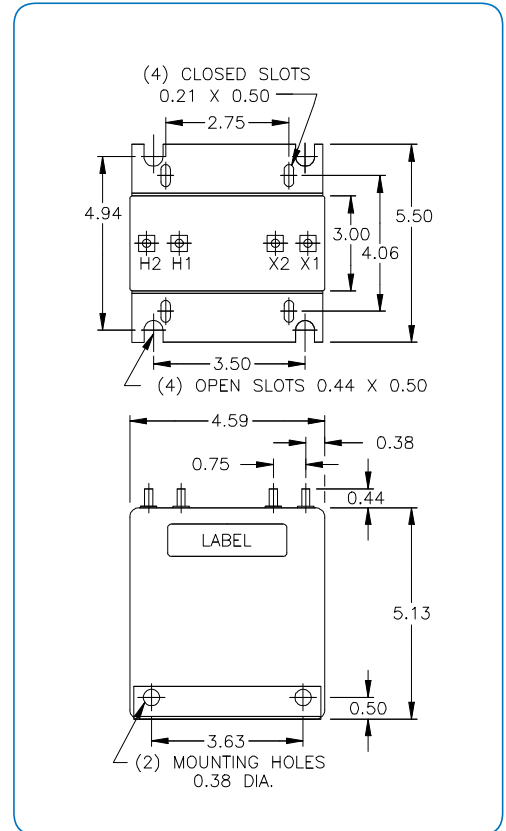 (4) CLOSED SLOTS
0.21 X 0.50
2.75
4.94
3.00
4.06
5.50
H2 H1 X2 X1
3.50
(4) OPEN SLOTS 0.44 X 0.50
4.59
0.38
0.75
0.44
LABEL
5.13
0.50
3.63
(2) MOUNTING HOLES
0.38 DIA.